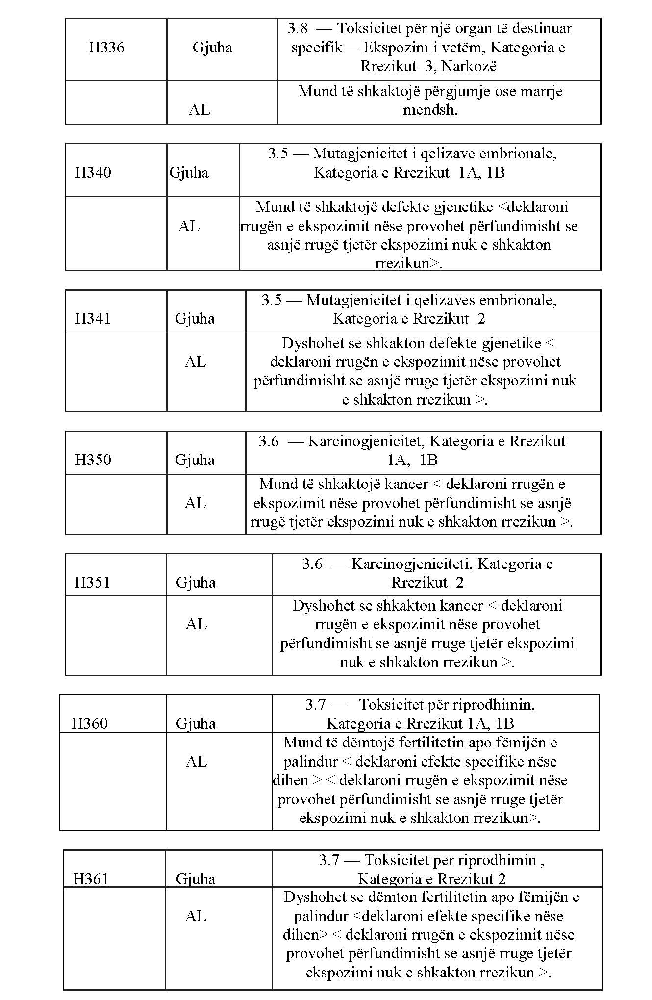 3.8 — Toksicitet për një organ të destinuar
H336 Gjuha specifik— Ekspozim i vetëm, Kategoria e
Rrezikut 3, Narkozë
Mund të shkaktojë përgjumje ose marrje
AL mendsh.
3.5 — Mutagjenicitet i qelizave embrionale,
H340 Gjuha Kategoria e Rrezikut 1A, 1B
Mund të shkaktojë defekte gjenetike <deklaroni
AL rrugën e ekspozimit nëse provohet përfundimisht se
asnjë rrugë tjetër ekspozimi nuk e shkakton
rrezikun>.
3.5 — Mutagjenicitet i qelizaves embrionale,
H341 Gjuha Kategoria e Rrezikut 2
Dyshohet se shkakton defekte gjenetike <
AL deklaroni rrugën e ekspozimit nëse provohet
përfundimisht se asnjë rruge tjetër ekspozimi nuk
e shkakton rrezikun >.
3.6 — Karcinogjenicitet, Kategoria e Rrezikut
H350 Gjuha 1A, 1B
Mund të shkaktojë kancer < deklaroni rrugën e
AL ekspozimit nëse provohet përfundimisht se asnjë
rrugë tjetër ekspozimi nuk e shkakton rrezikun >.
3.6 — Karcinogjeniciteti, Kategoria e
H351 Gjuha Rrezikut 2
Dyshohet se shkakton kancer < deklaroni
AL rrugën e ekspozimit nëse provohet
përfundimisht se asnjë rruge tjetër ekspozimi
nuk e shkakton rrezikun >.
3.7 — Toksicitet për riprodhimin,
H360 Gjuha Kategoria e Rrezikut 1A, 1B
Mund të dëmtojë fertilitetin apo fëmijën e
AL palindur < deklaroni efekte specifike nëse
dihen > < deklaroni rrugën e ekspozimit nëse
provohet përfundimisht se asnjë rruge tjetër
ekspozimi nuk e shkakton rrezikun>.
3.7 — Toksicitet per riprodhimin ,
H361 Gjuha Kategoria e Rrezikut 2
Dyshohet se dëmton fertilitetin apo fëmijën e
AL palindur <deklaroni efekte specifike nëse
dihen> < deklaroni rrugën e ekspozimit nëse
provohet përfundimisht se asnjë rruge tjetër
ekspozimi nuk e shkakton rrezikun >.